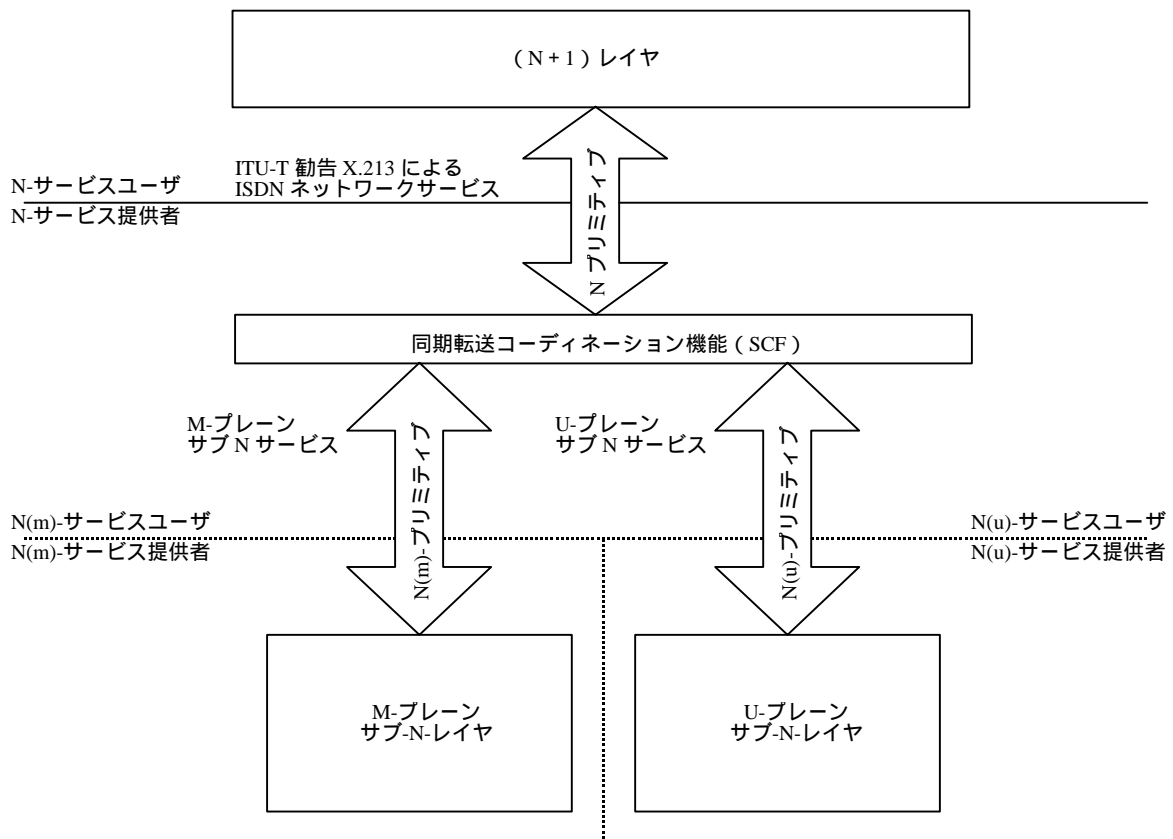 （N + 1）レイヤ
ITU-T 勧告 X.213 による
ISDN ネットワークサービス
N-サービスユーザ
N-サービス提供者
N プリミティブ
同期転送コーディネーション機能（SCF）
M-プレーン
サブ N サービス
U-プレーン
サブ N サービス
N(m)-プリミティブ
N(u)-プリミティブ
N(m)-サービスユーザ
N(m)-サービス提供者
N(u)-サービスユーザ
N(u)-サービス提供者
M-プレーン
サブ-N-レイヤ
U-プレーン
サブ-N-レイヤ